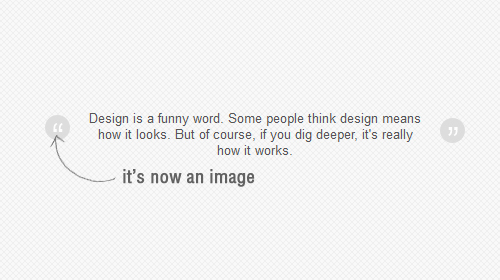 “ Design is a funny word. Some people think design means ”
how it looks. But of course, if you dig deeper, it's really
how it works.
it's now an image